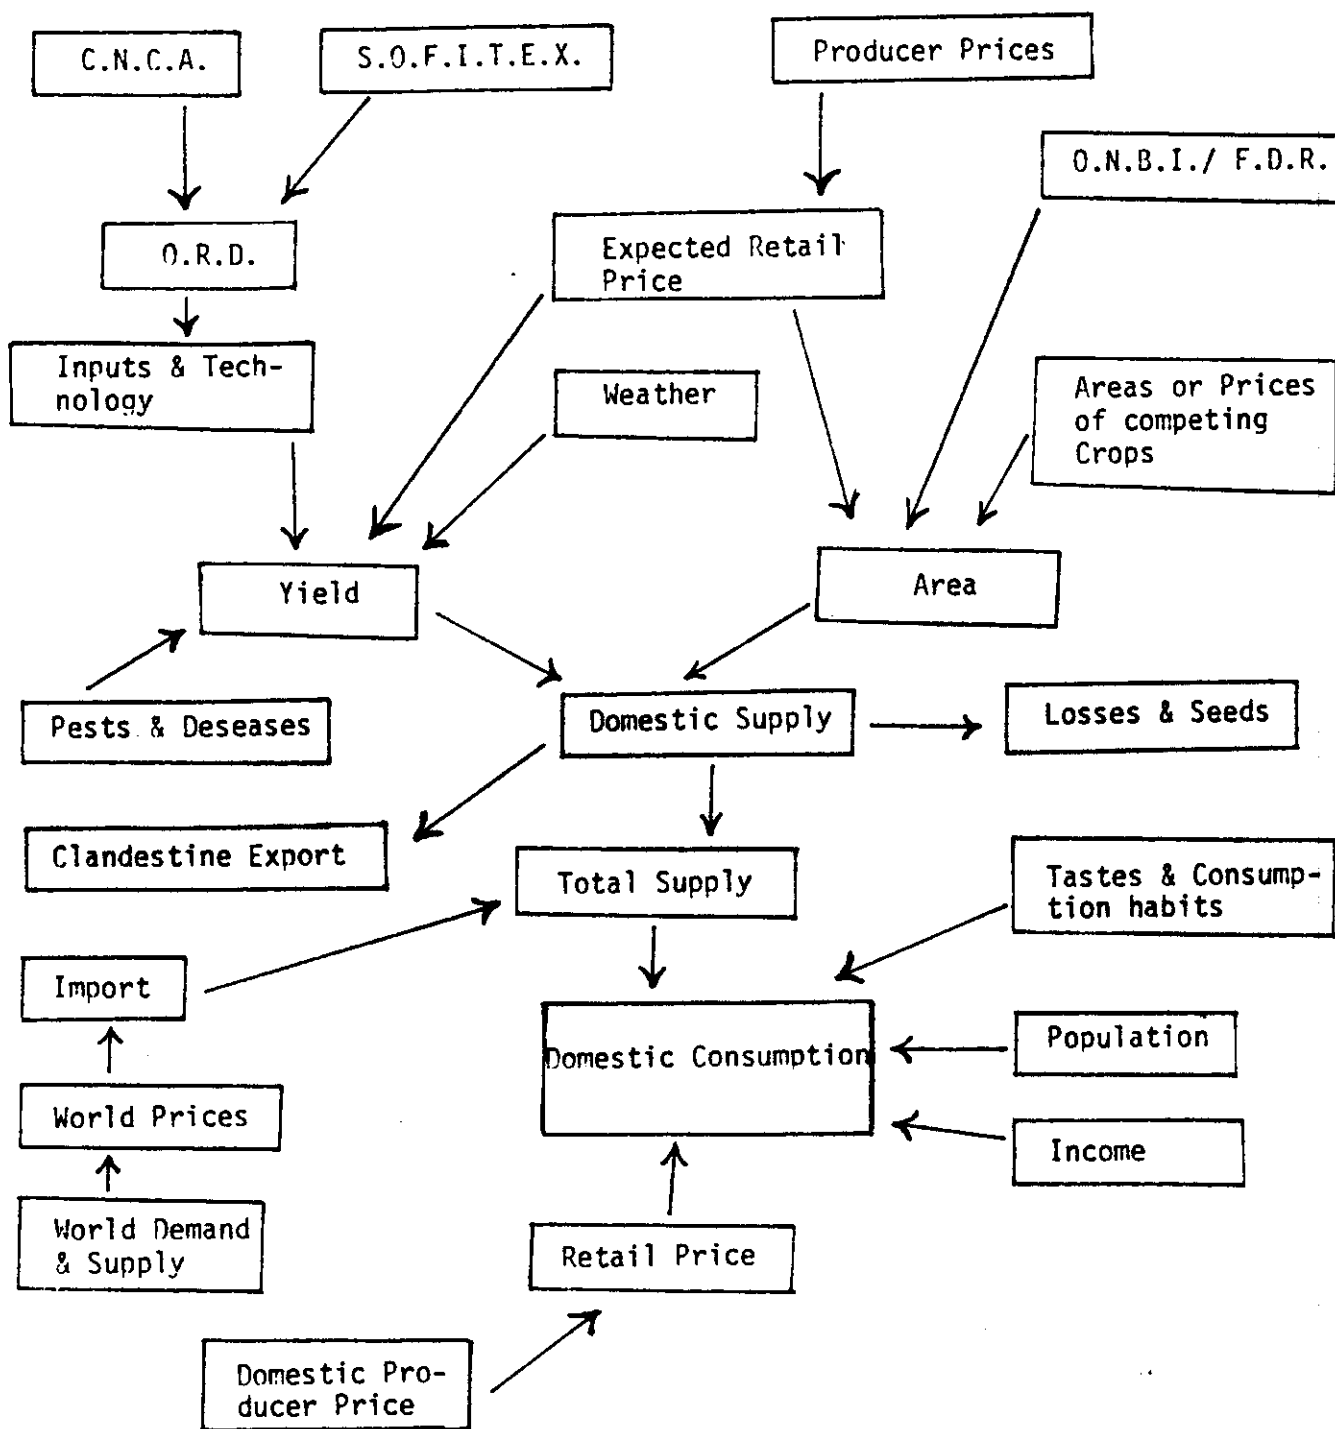 C.N.C.A.
S.O.F.I.T.E.X.
Producer Prices
O.N.B.I./ F.D.R.
O.R.D.
Expected Retail
Price
Inputs & Tech-
nology
Weather
Areas or Prices
of competing
Crops
Yield
Area
Pests & Deseases
Domestic Supply
Losses & Seeds
Clandestine Export
Total Supply
Tastes & Consump-
tion habits
Import
Domestic Consumption
Population
World Prices
Income
World Demand
& Supply
Retail Price
Domestic Pro-
ducer Price